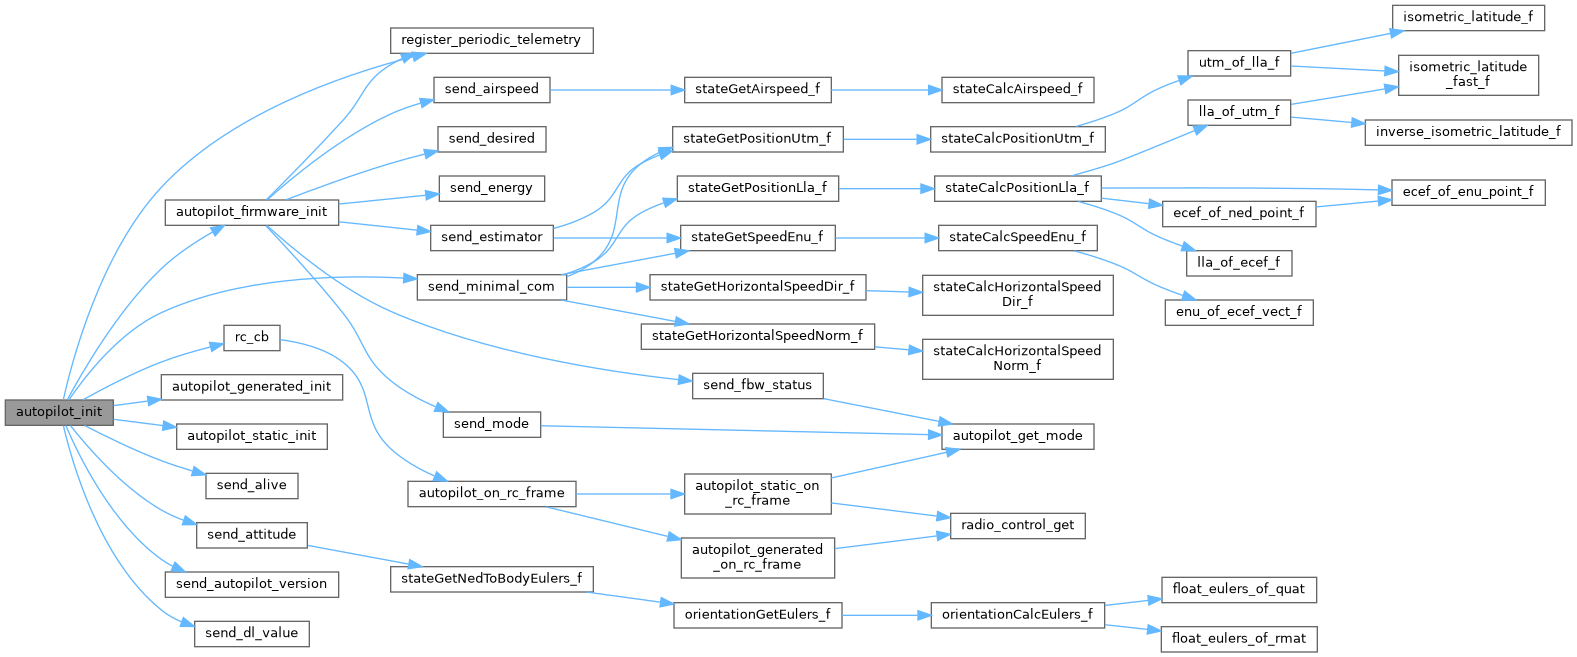 autopilot_init
register_periodic_telemetry
autopilot_firmware_init
rc_cb
autopilot_generated_init
autopilot_static_init
send_alive
send_attitude
send_autopilot_version
send_dl_value
send_airspeed
send_desired
send_energy
send_estimator
send_minimal_com
send_mode
autopilot_on_rc_frame
stateGetNedToBodyEulers_f
stateGetAirspeed_f
stateGetPositionUtm_f
stateGetPositionLla_f
stateGetSpeedEnu_f
stateGetHorizontalSpeedDir_f
stateGetHorizontalSpeedNorm_f
send_fbw_status
autopilot_static_on
_rc_frame
autopilot_generated
_on_rc_frame
orientationGetEulers_f
stateCalcAirspeed_f
stateCalcPositionUtm_f
stateCalcPositionLla_f
stateCalcSpeedEnu_f
stateCalcHorizontalSpeed
Dir_f
stateCalcHorizontalSpeed
Norm_f
autopilot_get_mode
radio_control_get
orientationCalcEulers_f
utm_of_lla_f
lla_of_utm_f
ecef_of_ned_point_f
lla_of_ecef_f
enu_of_ecef_vect_f
float_eulers_of_quat
float_eulers_of_rmat
isometric_latitude_f
isometric_latitude
_fast_f
inverse_isometric_latitude_f
ecef_of_enu_point_f